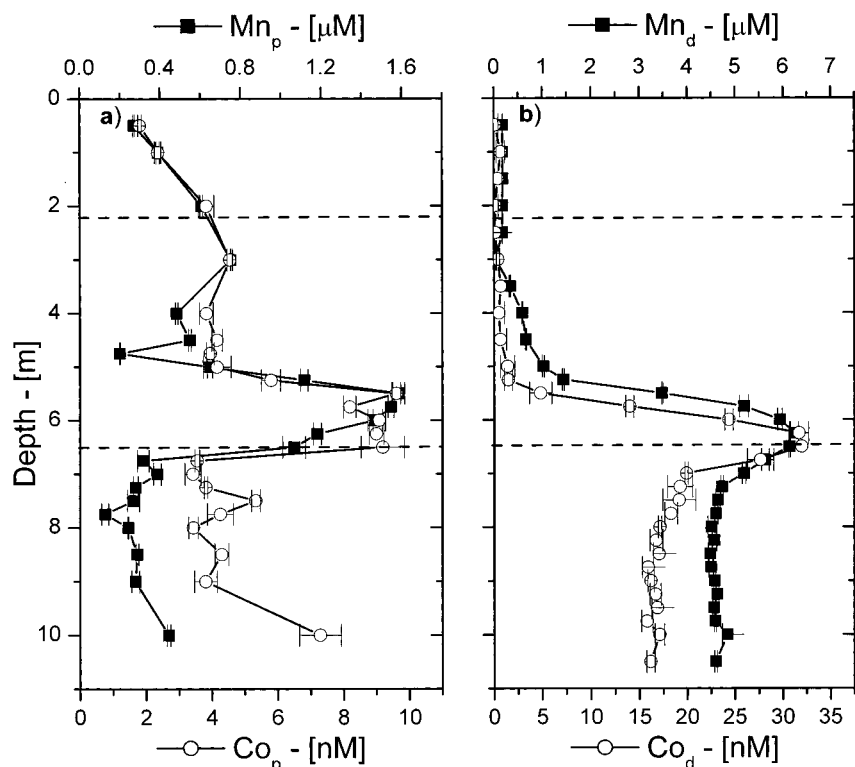 Mnp - [μM]
Mnd - [μM]
0.0 0.4 0.8 1.2 1.6
0 1 2 3 4 5 6 7
a)
b)
Depth - [m]
0
2
4
6
8
10
0 2 4 6 8 10
0 5 10 15 20 25 30 35
Cop - [nM]
Cod - [nM]